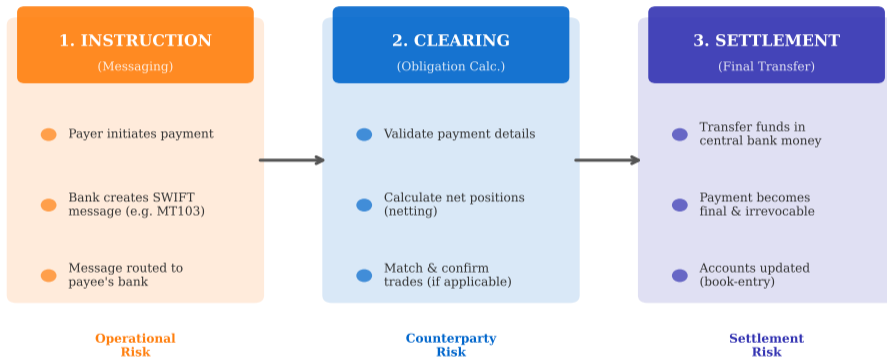 1. INSTRUCTION
(Messaging)
Payer initiates payment
Bank creates SWIFT
message (e.g. MT103)
Message routed to
payee's bank
Operational
Risk
2. CLEARING
(Obligation Calc.)
Validate payment details
Calculate net positions
(netting)
Match & confirm
trades (if applicable)
Counterparty
Risk
3. SETTLEMENT
(Final Transfer)
Transfer funds in
central bank money
Payment becomes
final & irrevocable
Accounts updated
(book-entry)
Settlement
Risk